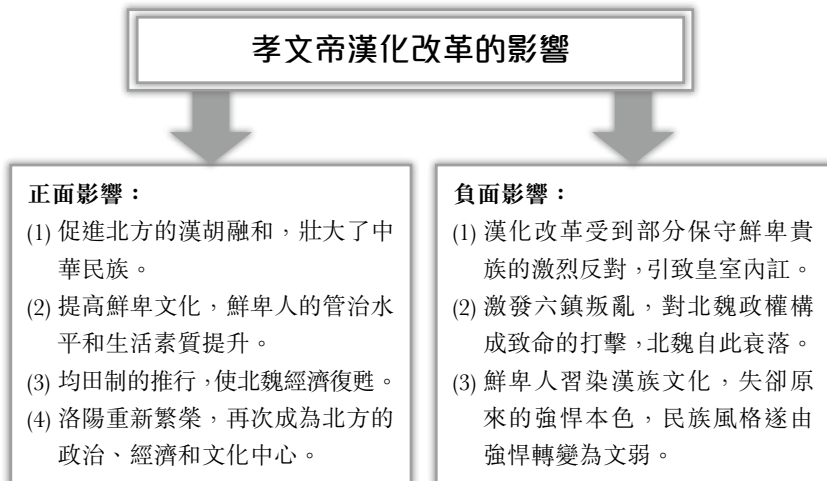 孝文帝漢化改革的影響
正面影響：
(1) 促進北方的漢胡融和，壯大了中
華民族。
(2) 提高鮮卑文化，鮮卑人的管治水
平和生活素質提升。
(3) 均田制的推行，使北魏經濟復甦。
(4) 洛陽重新繁榮，再次成為北方的
政治、經濟和文化中心。
負面影響：
(1) 漢化改革受到部分保守鮮卑貴
族的激烈反對，引致皇室內訌。
(2) 激發六鎮叛亂，對北魏政權構
成致命的打擊，北魏自此衰落。
(3) 鮮卑人習染漢族文化，失卻原
來的強悍本色，民族風格遂由
強悍轉變為文弱。